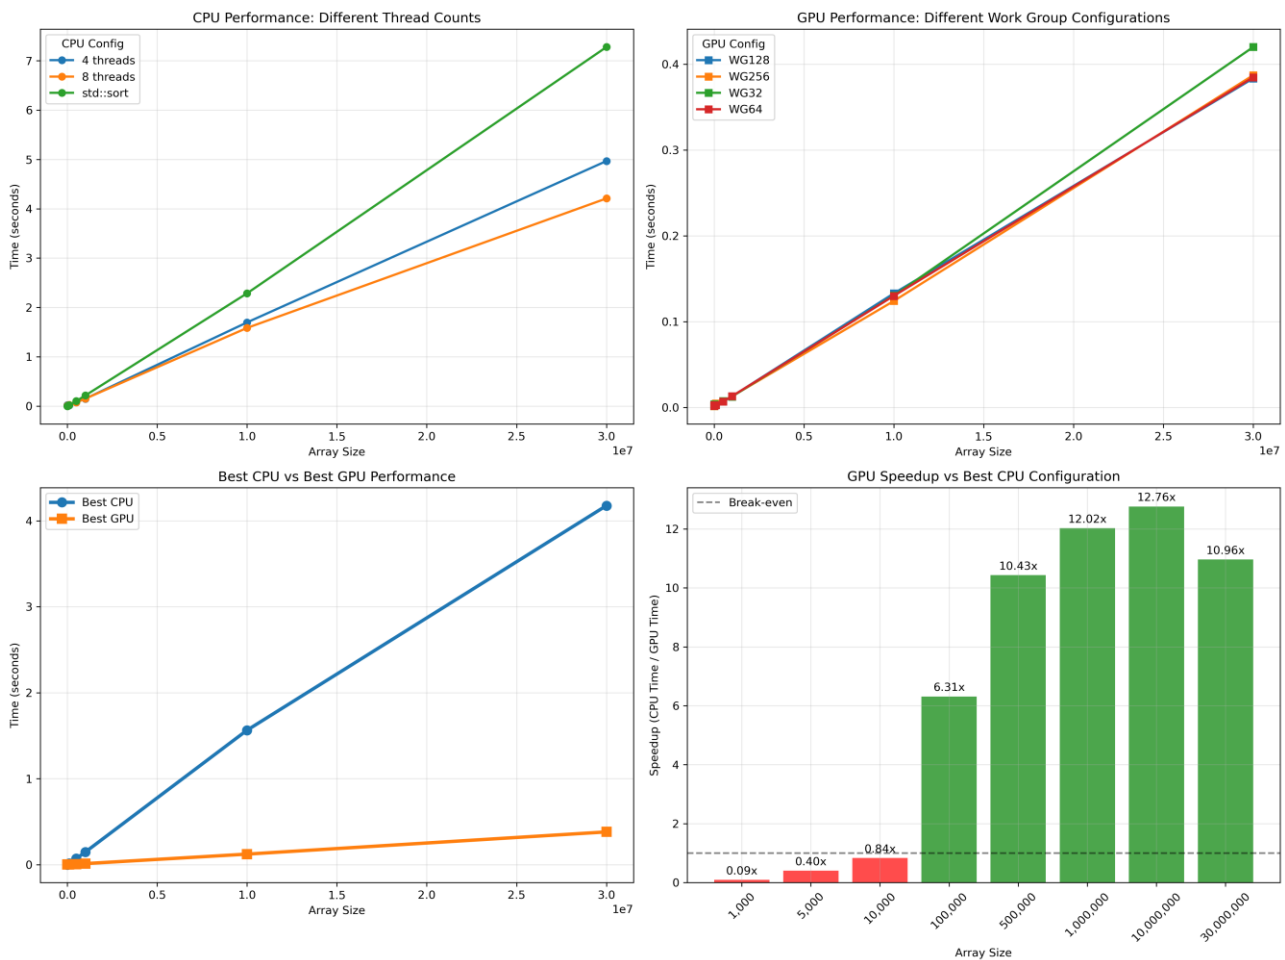 CPU Performance: Different Thread Counts
CPU Config
4 threads
8 threads
std::sort
Time (seconds)
7
6
5
4
3
2
1
0
0.0 0.5 1.0 1.5 2.0 2.5 3.0
1e7
Array Size
GPU Performance: Different Work Group Configurations
GPU Config
WG128
WG256
WG32
WG64
Time (seconds)
0.4
0.3
0.2
0.1
0.0
0.0 0.5 1.0 1.5 2.0 2.5 3.0
1e7
Array Size
Best CPU vs Best GPU Performance
Best CPU
Best GPU
Time (seconds)
4
3
2
1
0
0.0 0.5 1.0 1.5 2.0 2.5 3.0
1e7
Array Size
GPU Speedup vs Best CPU Configuration
Break-even
Speedup (CPU Time / GPU Time)
12
10
8
6
4
2
0
0.09x
0.40x
0.84x
6.31x
10.43x
12.02x
12.76x
10.96x
1,000
5,000
10,000
100,000
500,000
1,000,000
10,000,000
30,000,000
Array Size